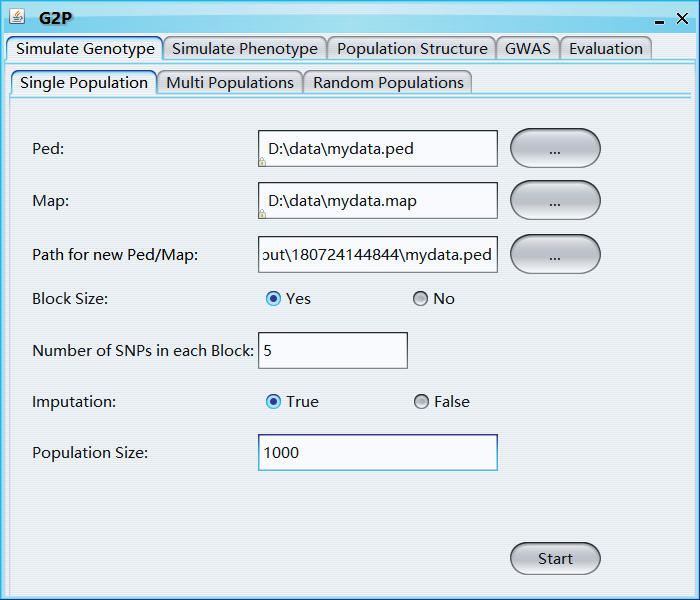 G2P
Simulate Genotype Simulate Phenotype Population Structure GWAS Evaluation
Single Population Multi Populations Random Populations
Ped: D:\data\mydata.ped ...
Map: D:\data\mydata.map ...
Path for new Ped/Map: out\180724144844\mydata.ped ...
Block Size: Yes No
Number of SNPs in each Block: 5
Imputation: True False
Population Size: 1000
Start